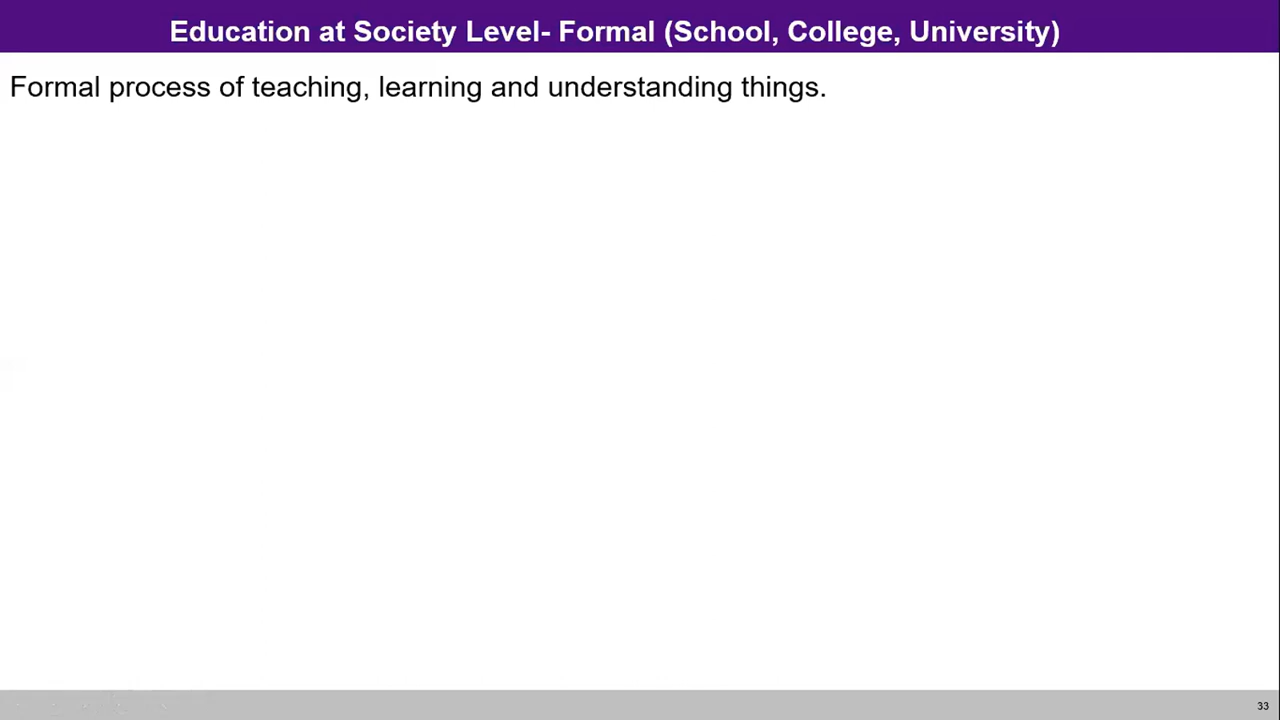 Education at Society Level- Formal (School, College, University)
Formal process of teaching, learning and understanding things.
33